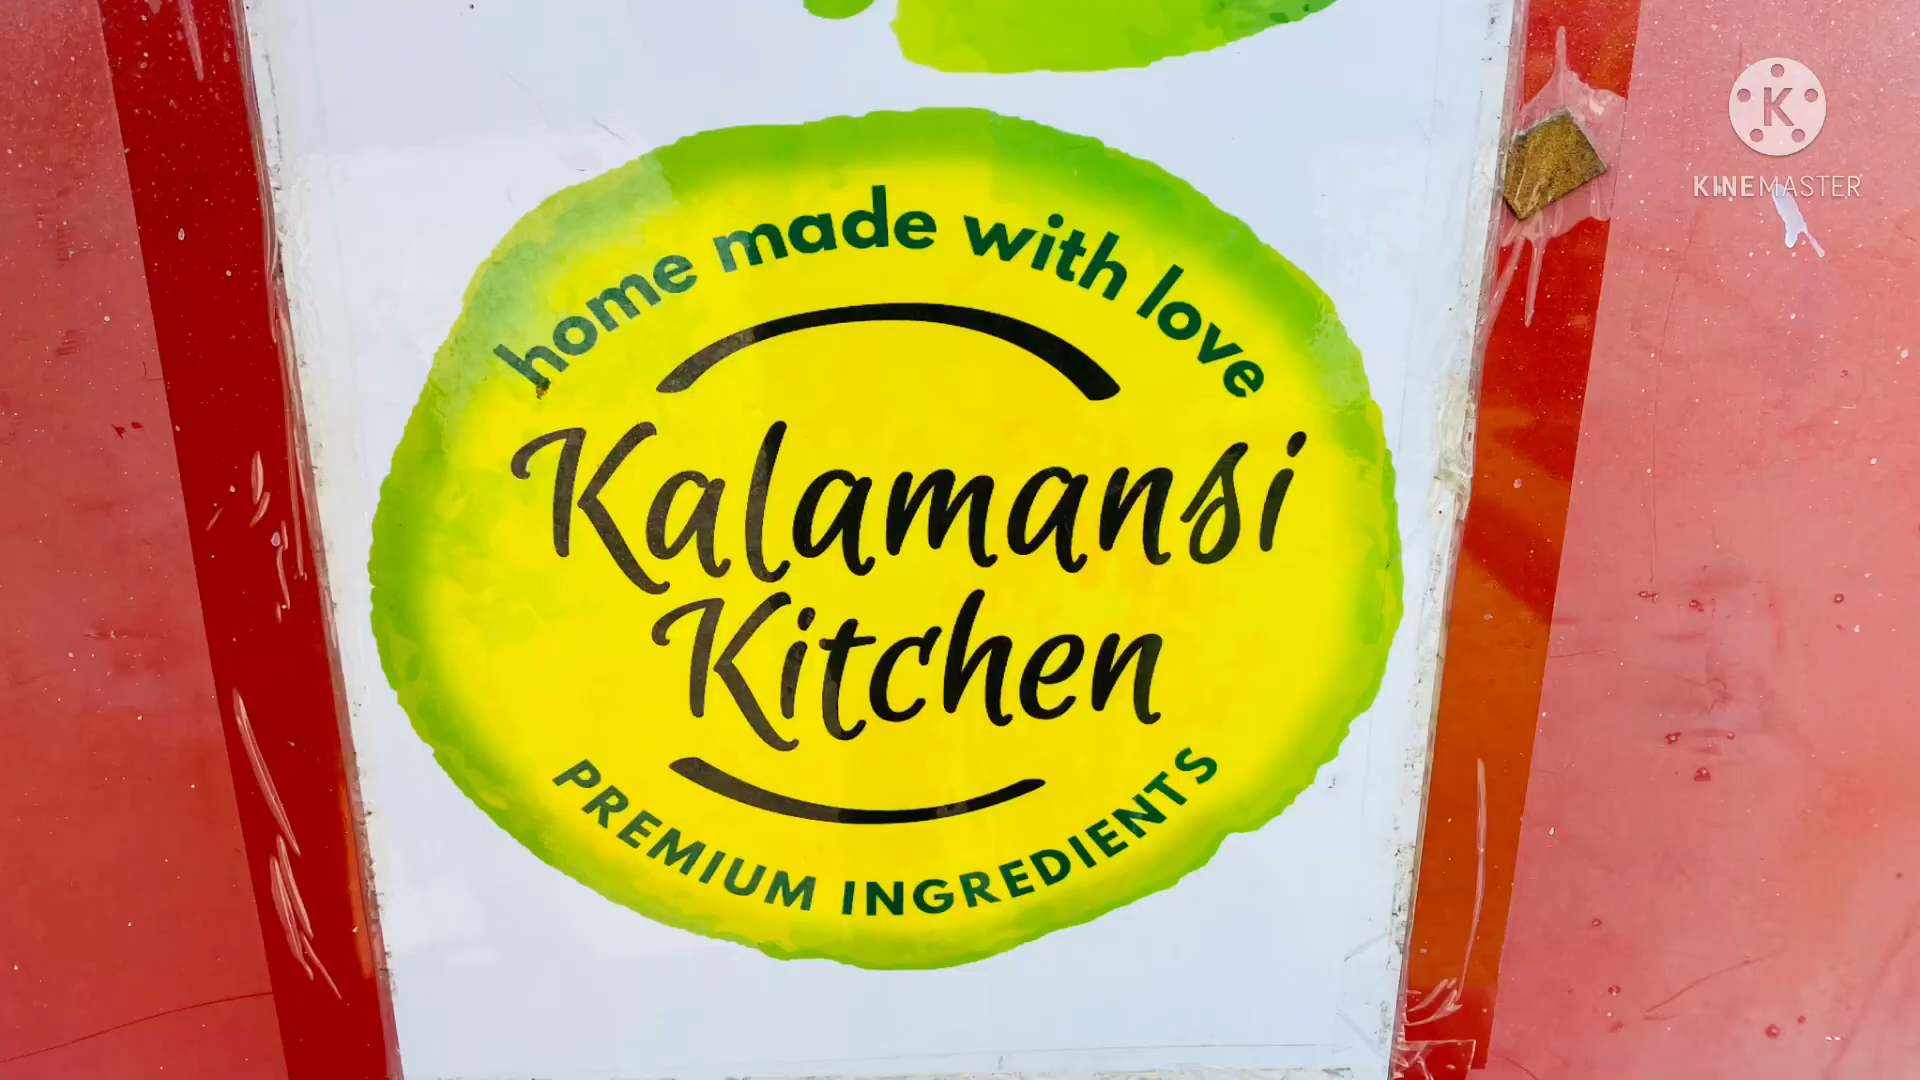 home made with love
Kalamansi
Kitchen
PREMIUM INGREDIENTS
K
KINEMASTER